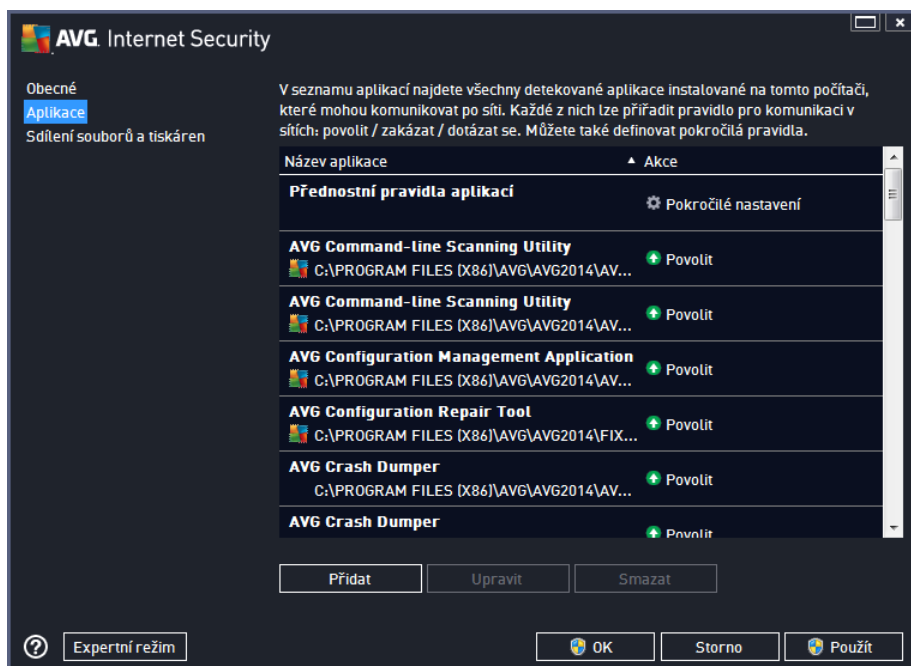 AVG. Internet Security
Obecné
Aplikace
Sdílení souborů a tiskáren
V seznamu aplikací najdete všechny detekované aplikace instalované na tomto počítači,
které mohou komunikovat po síti. Každé z nich lze přiřadit pravidlo pro komunikaci v
sítích: povolit / zakázat / dotázat se. Můžete také definovat pokročilá pravidla.
Název aplikace Akce
Přednostní pravidla aplikací
Pokročilé nastavení
AVG Command-line Scanning Utility
C:\PROGRAM FILES (X86)\AVG\AVG2014\AV... Povolit
AVG Command-line Scanning Utility
C:\PROGRAM FILES (X86)\AVG\AVG2014\AV... Povolit
AVG Configuration Management Application
C:\PROGRAM FILES (X86)\AVG\AVG2014\AV... Povolit
AVG Configuration Repair Tool
C:\PROGRAM FILES (X86)\AVG\AVG2014\FIX... Povolit
AVG Crash Dumper
C:\PROGRAM FILES (X86)\AVG\AVG2014\AV... Povolit
AVG Crash Dumper
Povolit
Přidat Upravit Smazat
? Expertní režim OK Storno Použít